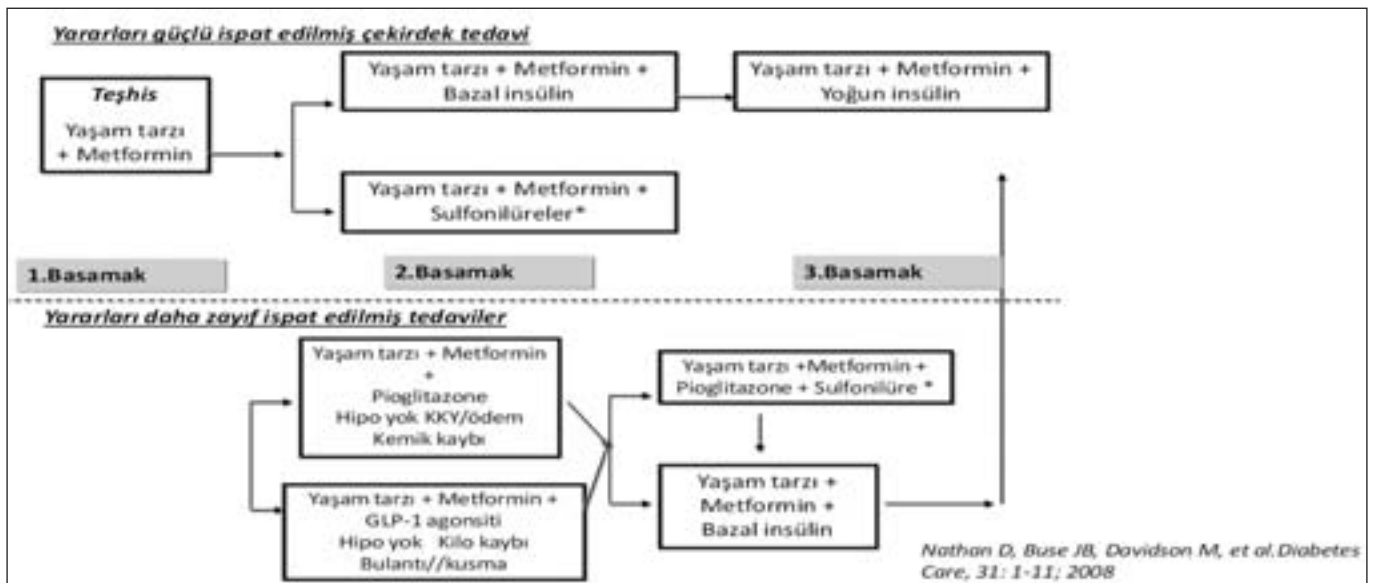 Yararları güçlü ispat edilmiş çekirdek tedavi
Teşhis
Yaşam tarzı
+ Metformin
Yaşam tarzı + Metformin +
Bazal insülin
Yaşam tarzı + Metformin +
Yoğun insülin
Yaşam tarzı + Metformin +
Sulfonilüreler*
1.Basamak
2.Basamak
3.Basamak
Yararları daha zayıf ispat edilmiş tedaviler
Yaşam tarzı + Metformin
+
Pioglitazone
Hipo yok KKY/ödem
Kemik kaybı
Yaşam tarzı + Metformin +
GLP-1 agonsiti
Hipo yok Kilo kaybı
Bulantı//kusma
Yaşam tarzı +Metformin +
Pioglitazone + Sulfonilüre *
Yaşam tarzı +
Metformin +
Bazal insülin
Nathan D, Buse JB, Davidson M, et al.Diabetes
Care, 31: 1-11; 2008